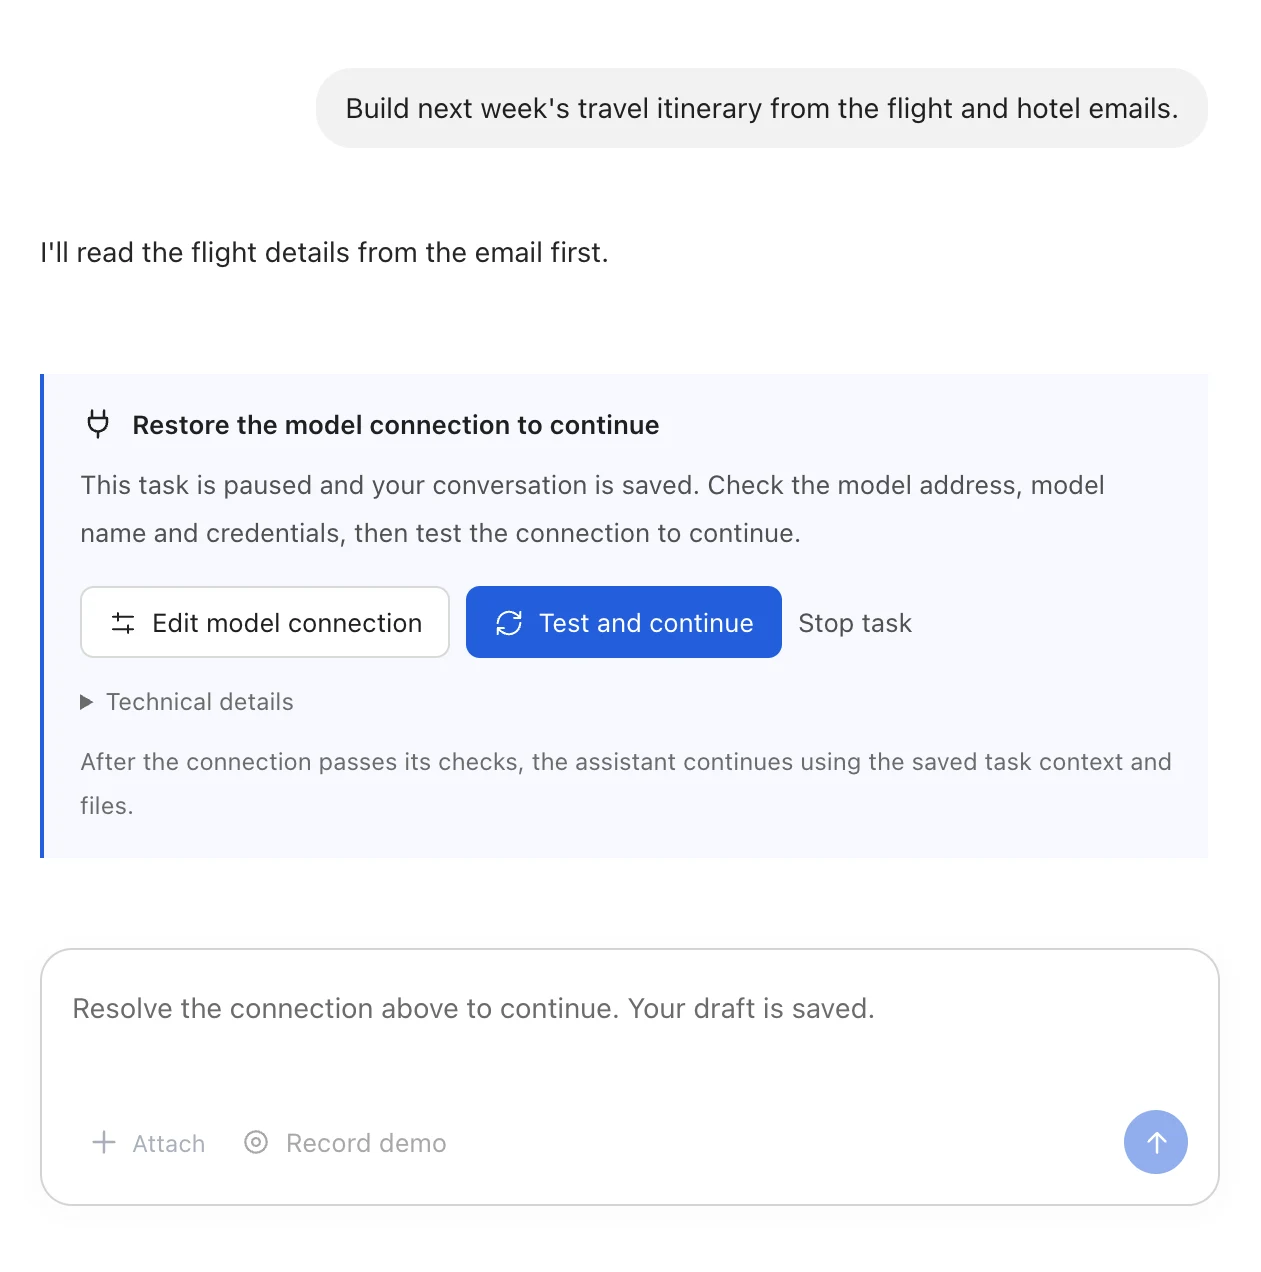 Build next week's travel itinerary from the flight and hotel emails.
I'll read the flight details from the email first.
Restore the model connection to continue
This task is paused and your conversation is saved. Check the model address, model
name and credentials, then test the connection to continue.
Edit model connection
Test and continue
Stop task
Technical details
After the connection passes its checks, the assistant continues using the saved task context and
files.
Resolve the connection above to continue. Your draft is saved.
Attach
Record demo